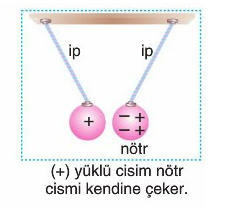 ip ip
+ − +
− +
nötr
(+) yüklü cisim nötr
cismi kendine çeker.